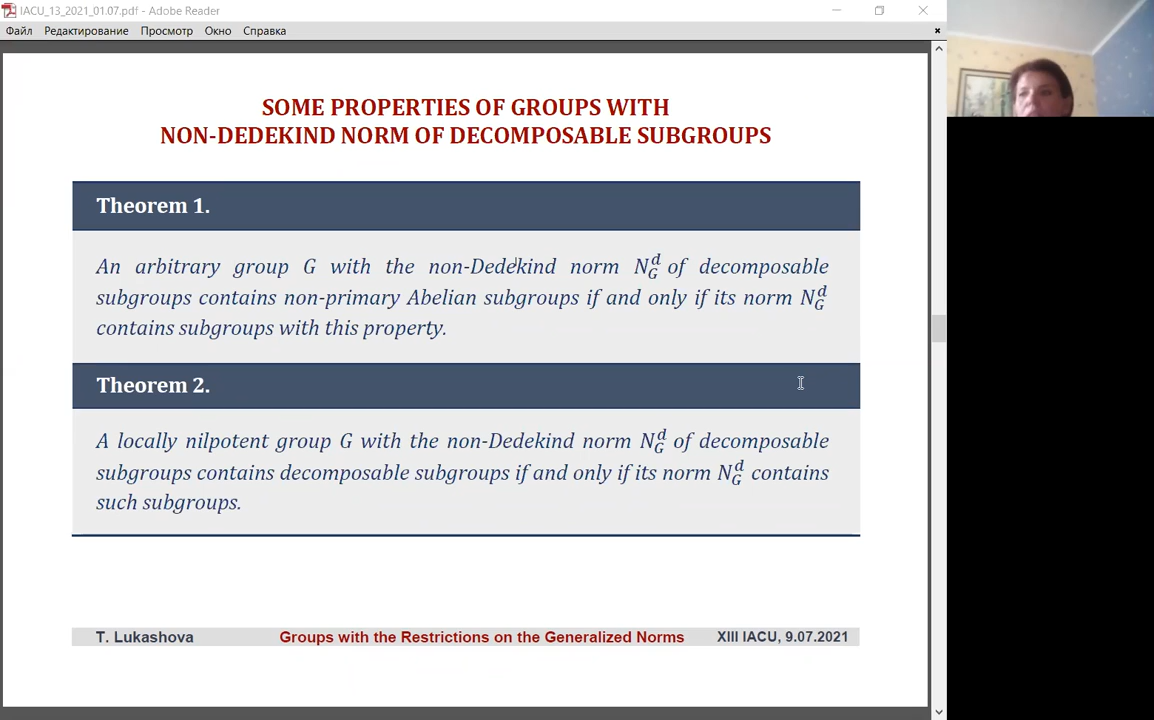 IACU_13_2021_01.07.pdf - Adobe Reader
Файл Редактирование Просмотр Окно Справка
SOME PROPERTIES OF GROUPS WITH
NON-DEDEKIND NORM OF DECOMPOSABLE SUBGROUPS
Theorem 1.
An arbitrary group G with the non-Dedekind norm N_G^d of decomposable
subgroups contains non-primary Abelian subgroups if and only if its norm N_G^d
contains subgroups with this property.
Theorem 2.
A locally nilpotent group G with the non-Dedekind norm N_G^d of decomposable
subgroups contains decomposable subgroups if and only if its norm N_G^d contains
such subgroups.
T. Lukashova Groups with the Restrictions on the Generalized Norms XIII IACU, 9.07.2021